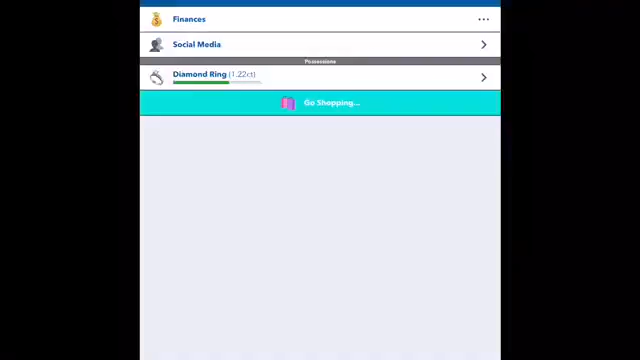 Finances
Social Media
Possessions
Diamond Ring (1.22ct)
Go Shopping...